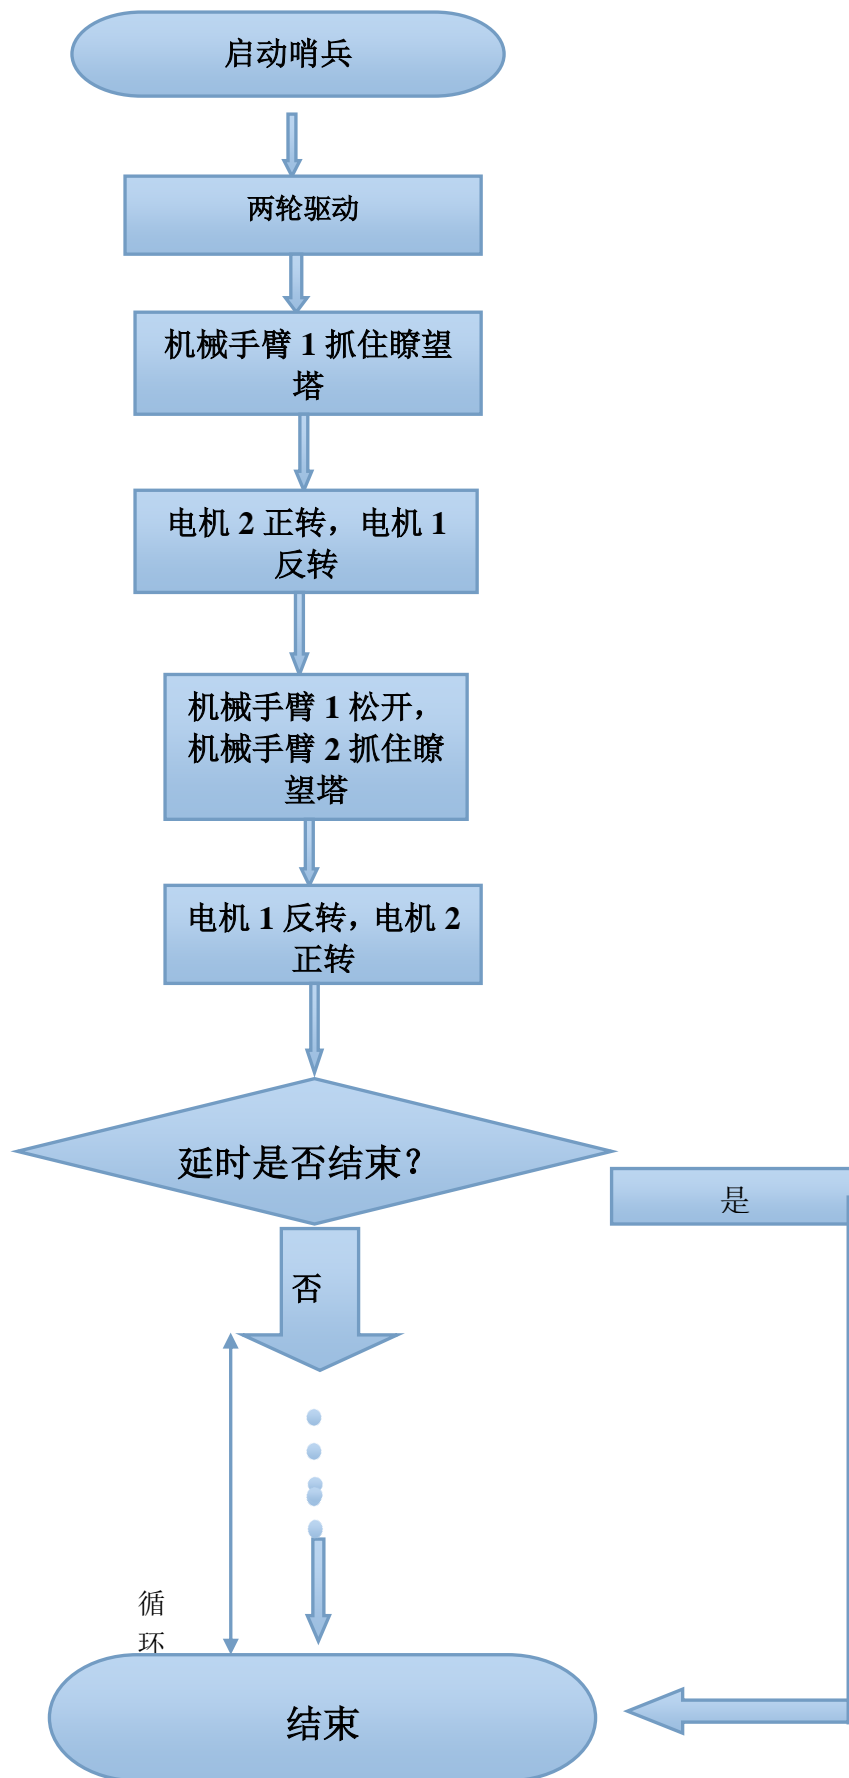 启动哨兵
两轮驱动
机械手臂 1 抓住瞭望
塔
电机 2 正转，电机 1
反转
机械手臂 1 松开，
机械手臂 2 抓住瞭
望塔
电机 1 反转，电机 2
正转
延时是否结束？
是
否
循
环
结束